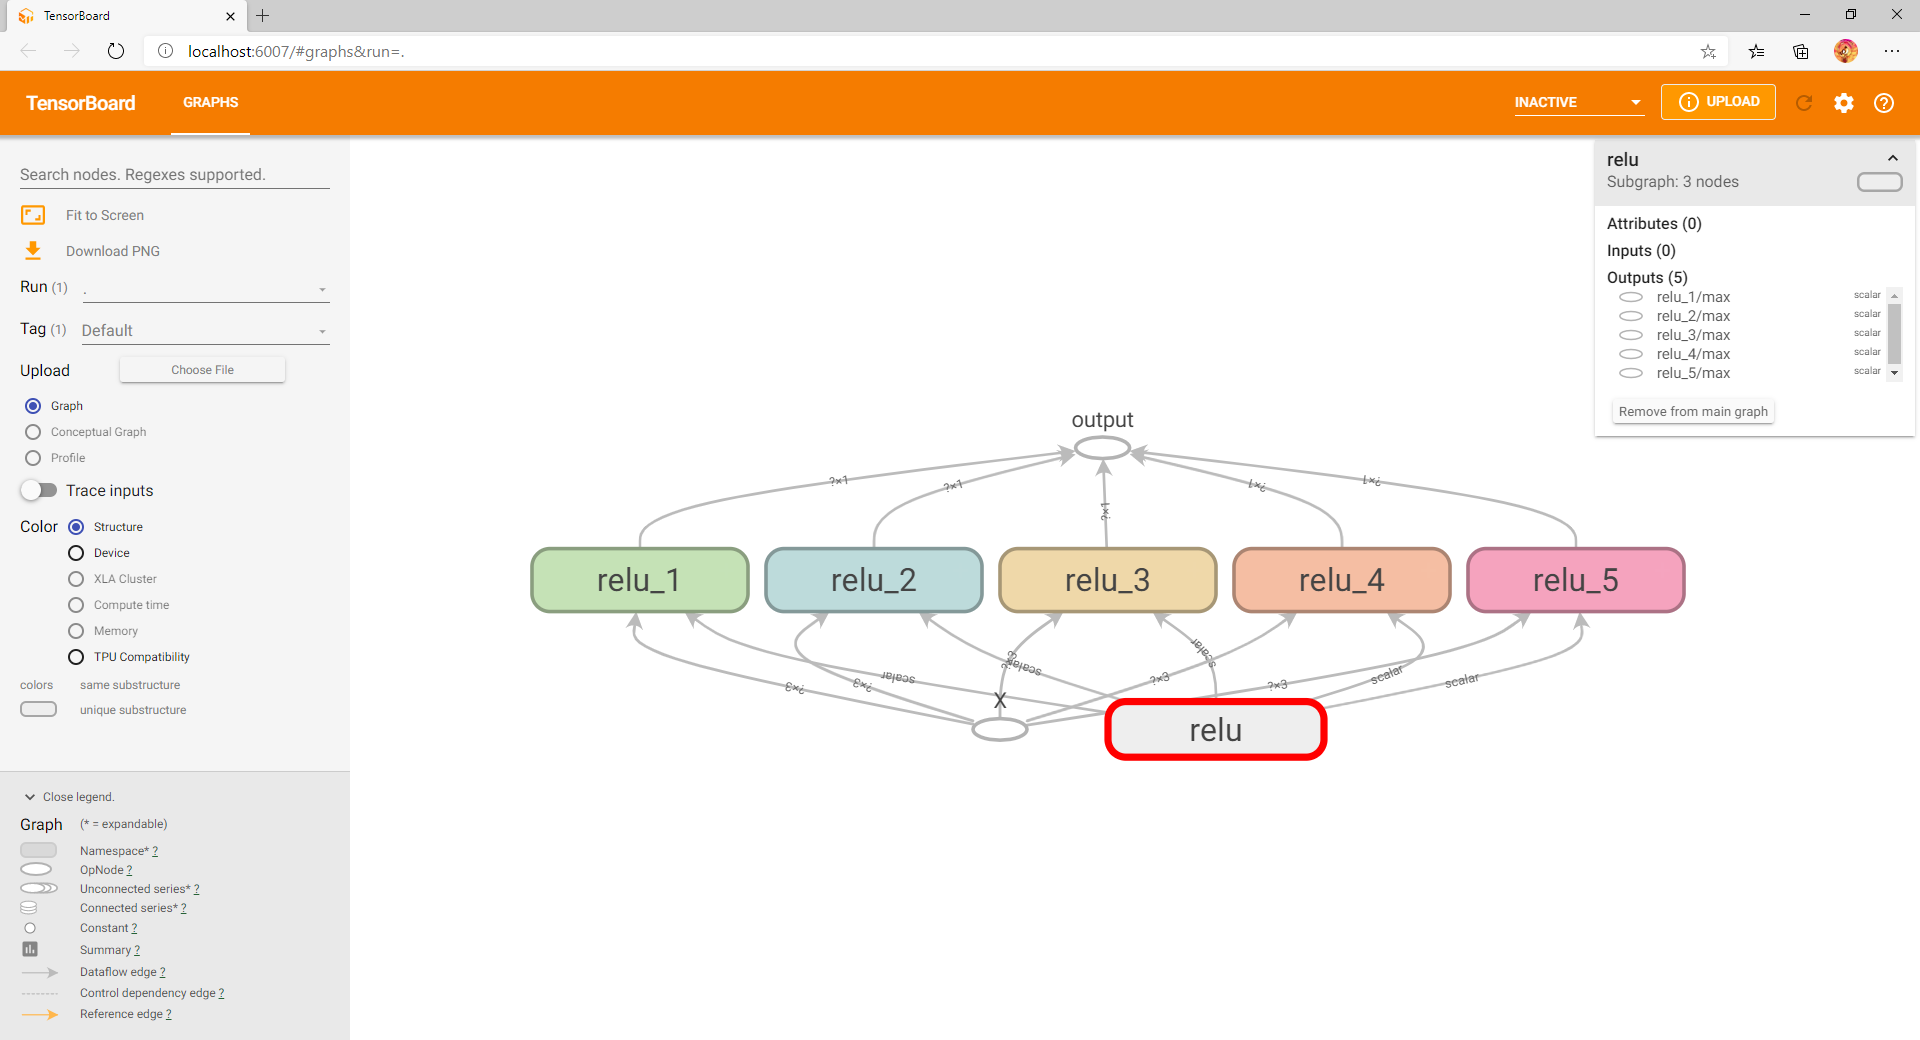 TensorBoard
localhost:6007/#graphs&run=.
TensorBoard
GRAPHS
INACTIVE
UPLOAD
Search nodes. Regexes supported.
Fit to Screen
Download PNG
Run (1)
.
Tag (1)
Default
Upload
Choose File
Graph
Conceptual Graph
Profile
Trace inputs
Color
Structure
Device
XLA Cluster
Compute time
Memory
TPU Compatibility
colors
same substructure
unique substructure
Close legend.
Graph
(* = expandable)
Namespace* ?
OpNode ?
Unconnected series* ?
Connected series* ?
Constant ?
Summary ?
Dataflow edge ?
Control dependency edge ?
Reference edge ?
output
?×1
?×1
?×1
?×1
?×1
relu_1
relu_2
relu_3
relu_4
relu_5
?×3
?×3
scalar
scalar
scalar
?×3
?×3
scalar
scalar
X
relu
relu
Subgraph: 3 nodes
Attributes (0)
Inputs (0)
Outputs (5)
relu_1/max scalar
relu_2/max scalar
relu_3/max scalar
relu_4/max scalar
relu_5/max scalar
Remove from main graph